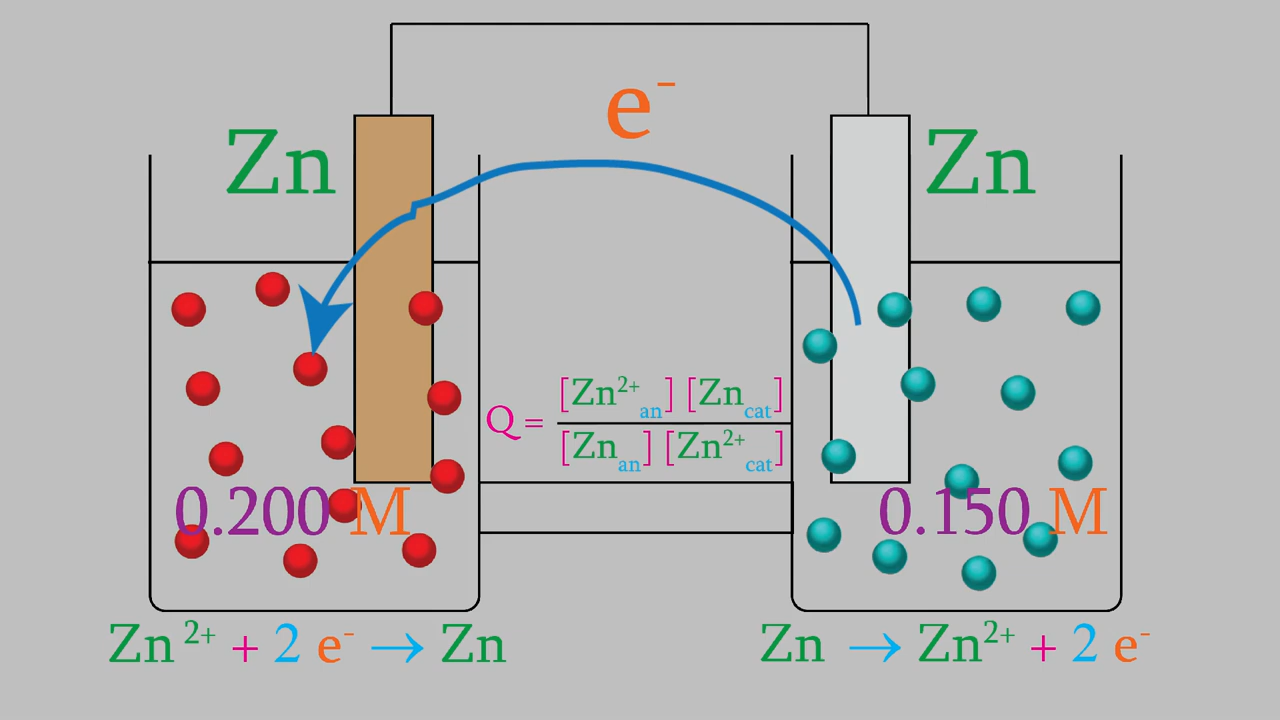 e⁻
Zn
Zn
Q = [Zn²⁺an] [Zncat]
[Znan] [Zn²⁺cat]
0.200 M
0.150 M
Zn²⁺ + 2 e⁻ → Zn
Zn → Zn²⁺ + 2 e⁻